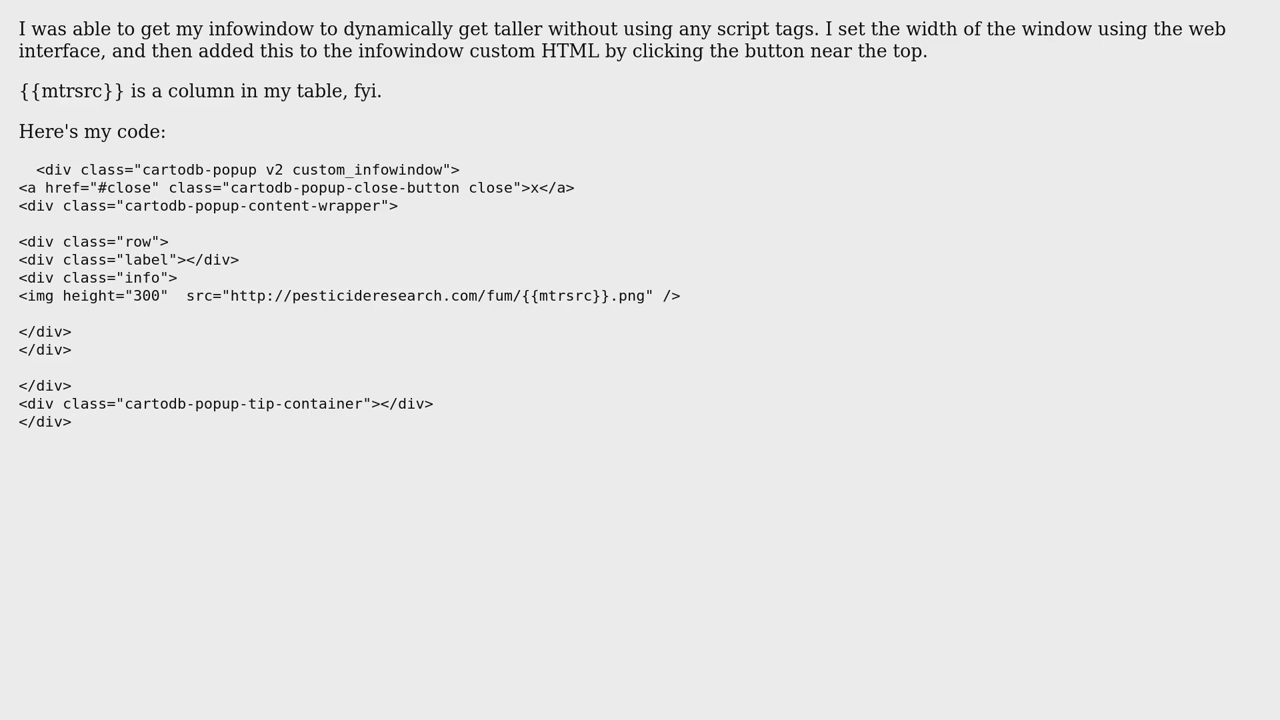 I was able to get my infowindow to dynamically get taller without using any script tags. I set the width of the window using the web
interface, and then added this to the infowindow custom HTML by clicking the button near the top.
{{mtrsrc}} is a column in my table, fyi.
Here's my code:
  <div class="cartodb-popup v2 custom_infowindow">
<a href="#close" class="cartodb-popup-close-button close">x</a>
<div class="cartodb-popup-content-wrapper">
<div class="row">
<div class="label"></div>
<div class="info">
<img height="300"  src="http://pesticideresearch.com/fum/{{mtrsrc}}.png" />
</div>
</div>
</div>
<div class="cartodb-popup-tip-container"></div>
</div>